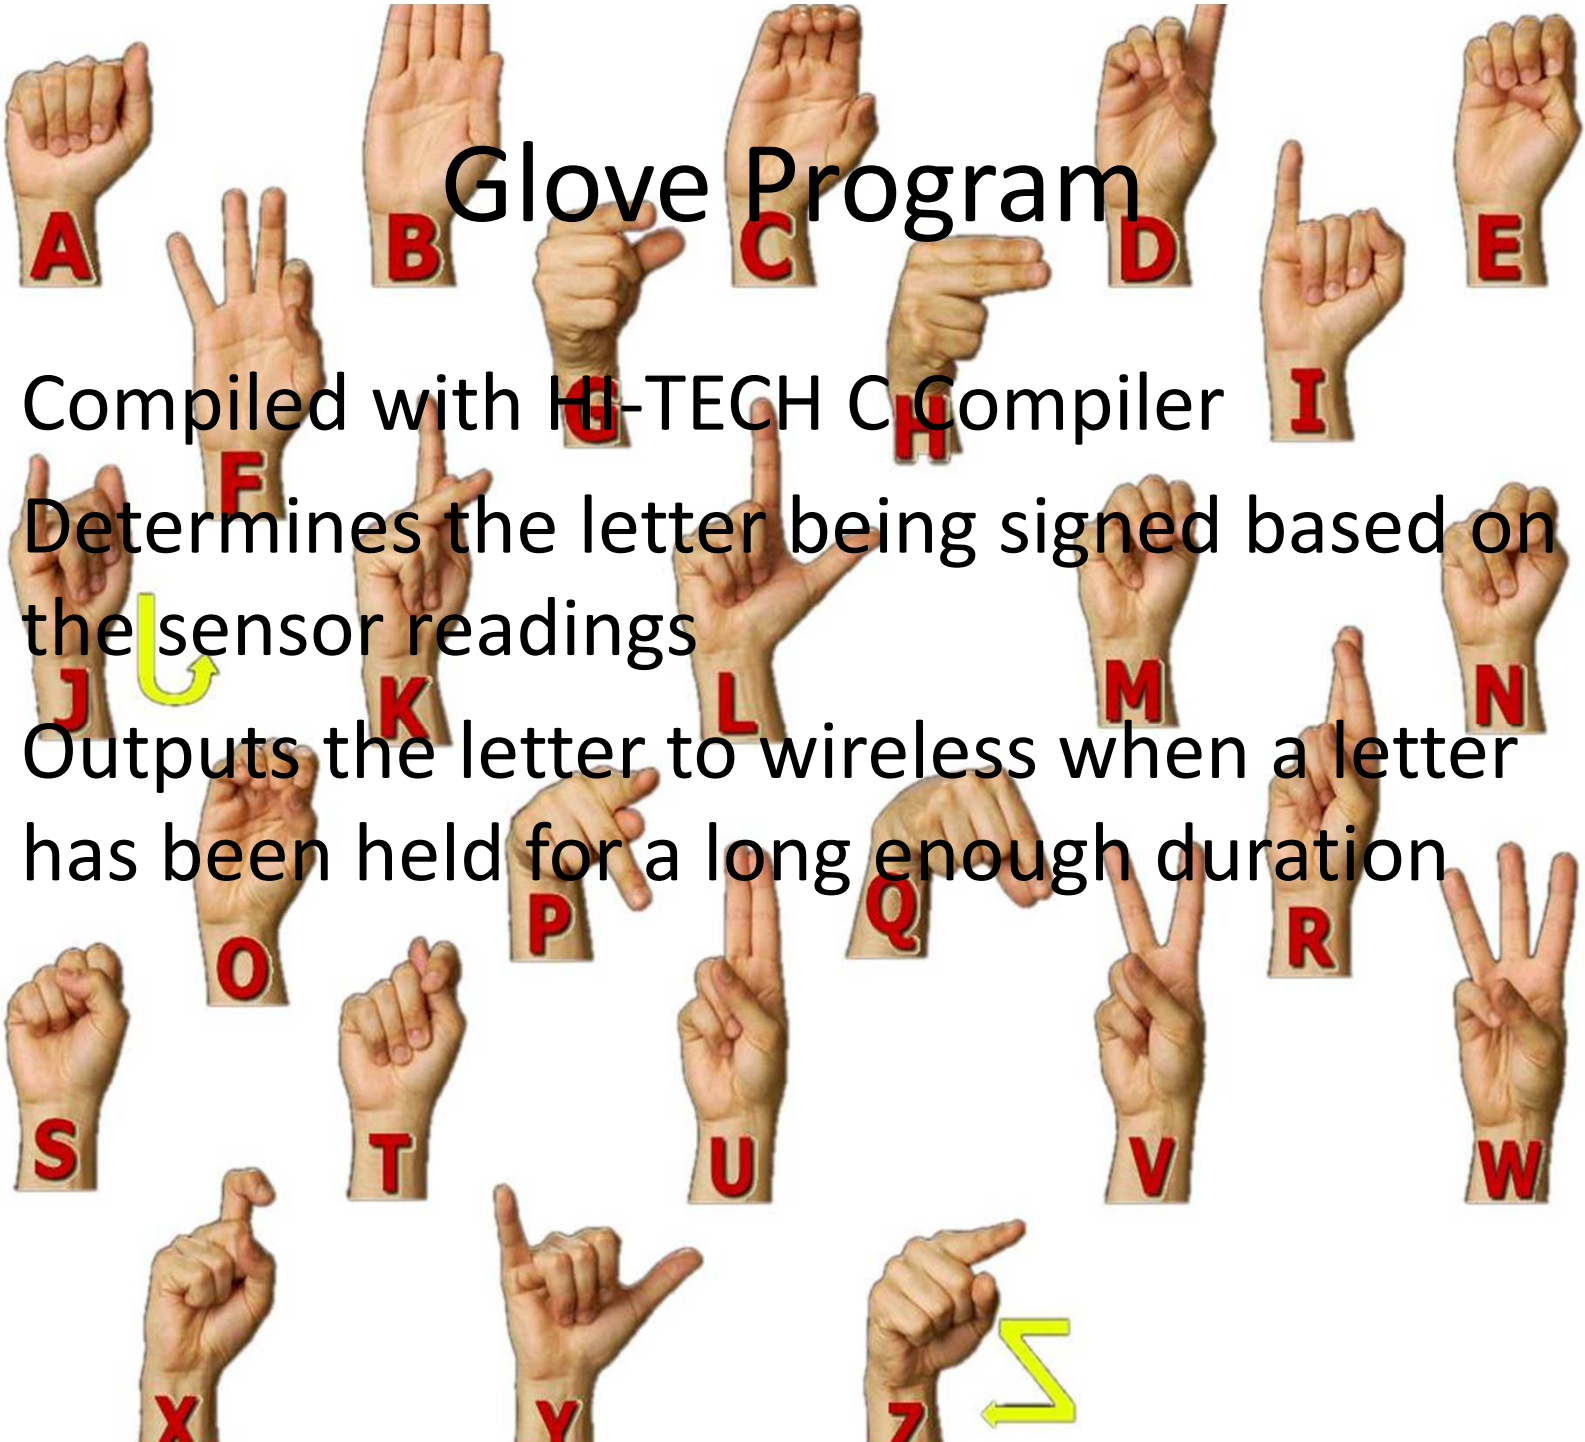 Glove Program
A B C D E
F G H I
Compiled with HI-TECH C Compiler
Determines the letter being signed based on
the sensor readings
J K L M N
Outputs the letter to wireless when a letter
has been held for a long enough duration
O P Q R
S T U V W
X Y Z